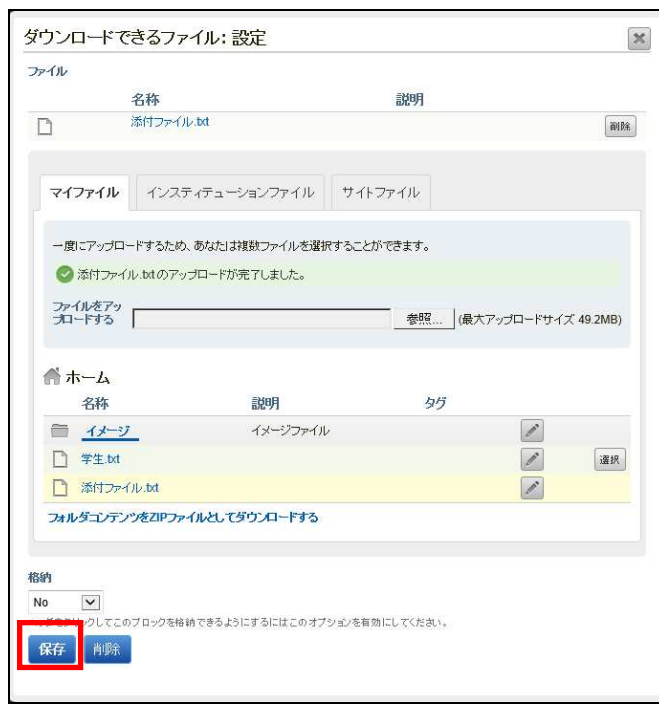 ダウンロードできるファイル: 設定
ファイル
名称 説明
添付ファイル.txt 削除
マイファイル インスティテューションファイル サイトファイル
一度にアップロードするため、あなたは複数ファイルを選択することができます。
添付ファイル.txtのアップロードが完了しました。
ファイルをアッ
プロードする 参照... (最大アップロードサイズ 49.2MB)
ホーム
名称 説明 タグ
イメージ イメージファイル
学生.txt 選択
添付ファイル.txt
フォルダコンテンツをZIPファイルとしてダウンロードする
格納
No
クリックしてこのブロックを格納できるようにするにはこのオプションを有効にしてください。
保存 削除